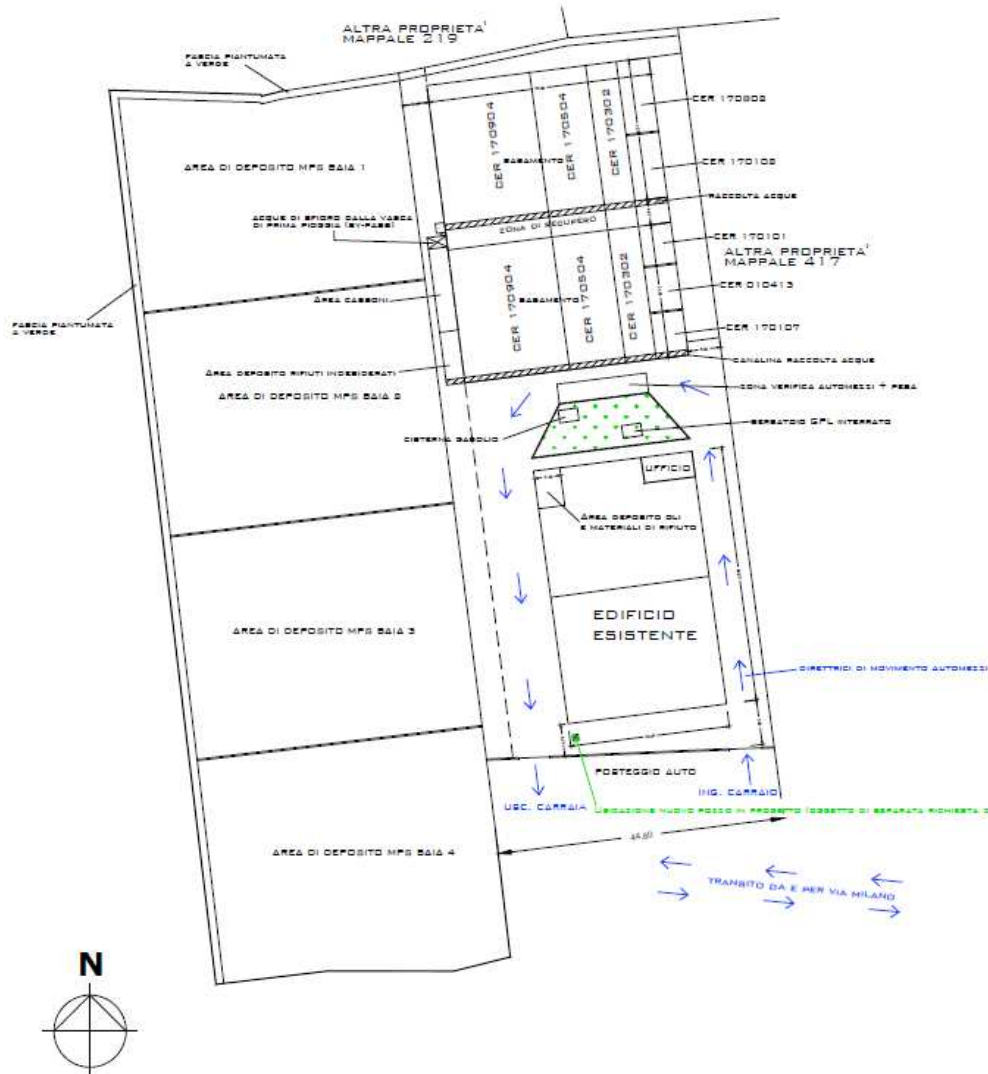 ALTRA PROPRIETA'
MAPPALE 219
FASCIA PIANTUMATA
A VERDE
CER 170802
AREA DI DEPOSITO MPS BAIA 1
CER 170904
CER 170504
CER 170302
BASAMENTO
CER 170103
RACCOLTA ACQUE
ACQUE DI SFIORO DALLA VASCA
DI PRIMA PIOGGIA (BY-PASS)
ZONA DI RECUPERO
CER 170101
ALTRA PROPRIETA'
MAPPALE 417
CER 170904
CER 170504
CER 170302
BASAMENTO
CER 010413
AREA CASSONI
FASCIA PIANTUMATA
A VERDE
CER 170107
CANALINA RACCOLTA ACQUE
AREA DEPOSITO RIFIUTI INDESIDERATI
AREA DI DEPOSITO MPS BAIA 2
ZONA VERIFICA AUTOMEZZI + PESA
CISTERNA GASOLIO
SERBATOIO GPL INTERRATO
UFFICIO
AREA DEPOSITO OLI
E MATERIALI DI RIFIUTO
EDIFICIO
ESISTENTE
AREA DI DEPOSITO MPS BAIA 3
DIRETTRICI DI MOVIMENTO AUTOMEZZI
POSTEGGIO AUTO
USC. CARRAIA
ING. CARRAIO
UBICAZIONE NUOVO POZZO IN PROGETTO (OGGETTO DI SEPARATA RICHIESTA D
AREA DI DEPOSITO MPS BAIA 4
TRANSITO DA E PER VIA MILANO
N